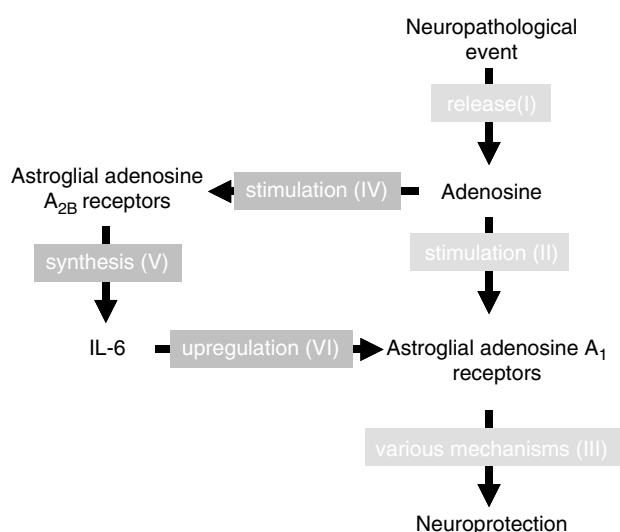 Neuropathological
event
release(I)
Astroglial adenosine
A2B receptors
stimulation (IV)
Adenosine
synthesis (V)
stimulation (II)
IL-6
upregulation (VI)
Astroglial adenosine A1
receptors
various mechanisms (III)
Neuroprotection